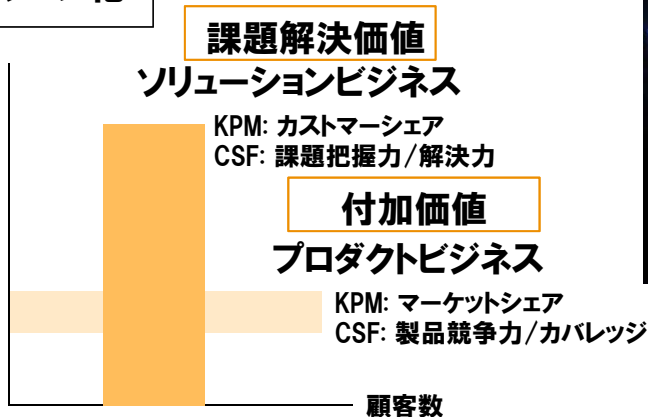 課題解決価値
ソリューションビジネス
KPM: カストマーシェア
CSF: 課題把握力/解決力
付加価値
プロダクトビジネス
KPM: マーケットシェア
CSF: 製品競争力/カバレッジ
顧客数